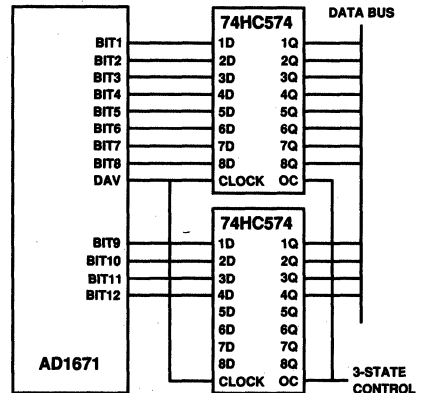 DATA BUS
74HC574
BIT1 1D 1Q
BIT2 2D 2Q
BIT3 3D 3Q
BIT4 4D 4Q
BIT5 5D 5Q
BIT6 6D 6Q
BIT7 7D 7Q
BIT8 8D 8Q
DAV CLOCK OC
74HC574
BIT9 1D 1Q
BIT10 2D 2Q
BIT11 3D 3Q
BIT12 4D 4Q
5D 5Q
6D 6Q
7D 7Q
8D 8Q
CLOCK OC
AD1671
3-STATE
CONTROL